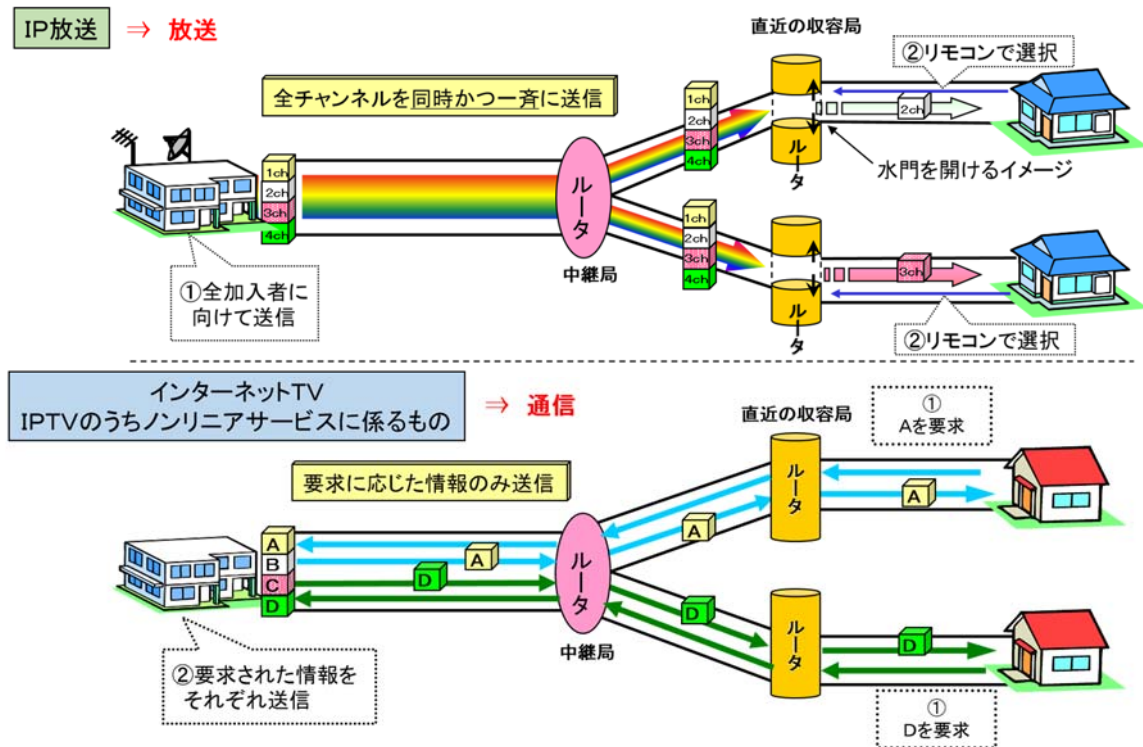 IP放送 ⇒ 放送
直近の収容局
②リモコンで選択
全チャンネルを同時かつ一斉に送信
1ch
2ch
3ch
4ch
1ch
2ch
3ch
4ch
2ch
ルータ
ルータ
水門を開けるイメージ
中継局
①全加入者に
向けて送信
1ch
2ch
3ch
4ch
3ch
ルータ
②リモコンで選択
インターネットTV
IPTVのうちノンリニアサービスに係るもの
⇒ 通信
直近の収容局
①
Aを要求
要求に応じた情報のみ送信
ルータ
A
A
A
B
C
D
A
D
ルータ
中継局
D
ルータ
D
②要求された情報を
それぞれ送信
①
Dを要求